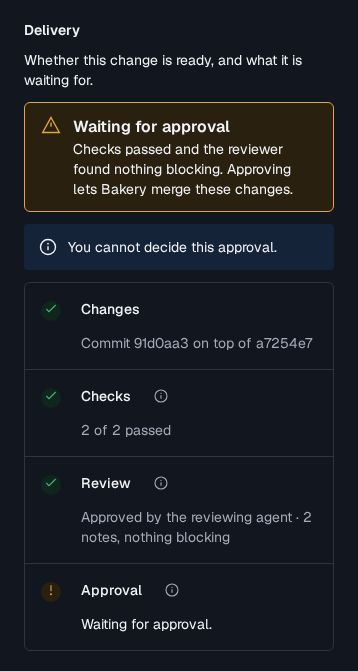 Delivery
Whether this change is ready, and what it is
waiting for.
Waiting for approval
Checks passed and the reviewer
found nothing blocking. Approving
lets Bakery merge these changes.
You cannot decide this approval.
Changes
Commit 91d0aa3 on top of a7254e7
Checks
2 of 2 passed
Review
Approved by the reviewing agent · 2
notes, nothing blocking
Approval
Waiting for approval.